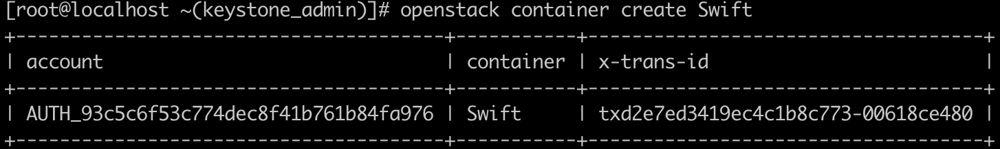 [root@localhost ~(keystone_admin)]# openstack container create Swift
+---------------------------------------+-----------+------------------------------------+
| account                               | container | x-trans-id                         |
+---------------------------------------+-----------+------------------------------------+
| AUTH_93c5c6f53c774dec8f41b761b84fa976 | Swift     | txd2e7ed3419ec4c1b8c773-00618ce480 |
+---------------------------------------+-----------+------------------------------------+